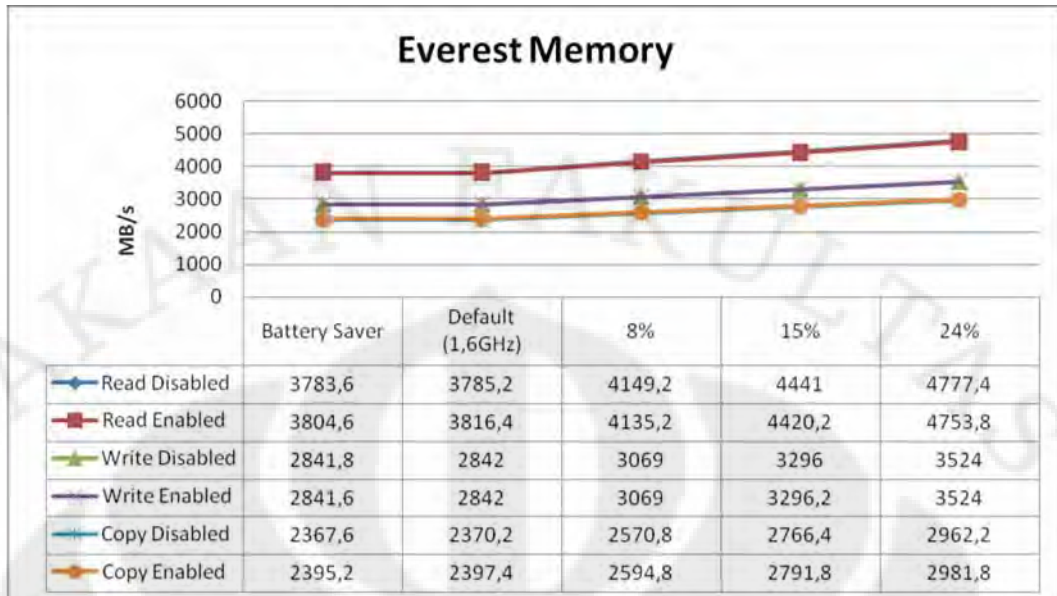 Everest Memory
MB/s
6000
5000
4000
3000
2000
1000
0
Battery Saver Default (1,6GHz) 8% 15% 24%
Read Disabled 3783,6 3785,2 4149,2 4441 4777,4
Read Enabled 3804,6 3816,4 4135,2 4420,2 4753,8
Write Disabled 2841,8 2842 3069 3296 3524
Write Enabled 2841,6 2842 3069 3296,2 3524
Copy Disabled 2367,6 2370,2 2570,8 2766,4 2962,2
Copy Enabled 2395,2 2397,4 2594,8 2791,8 2981,8
AKAAN FAKULTAS